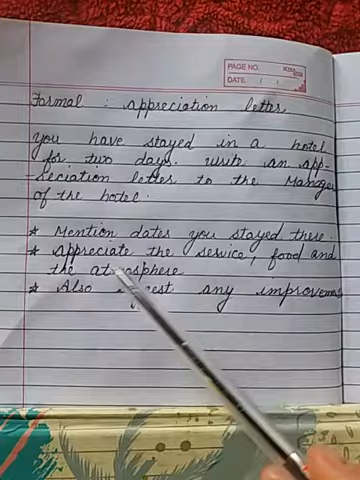 PAGE NO.
DATE. / /
Formal : appreciation letter
you have stayed in a hotel
for two days. Write an app-
-reciation letter to the Manager
of the hotel.
* Mention dates you stayed there.
* appreciate the service, food and
the atmosphere
* Also any improvement